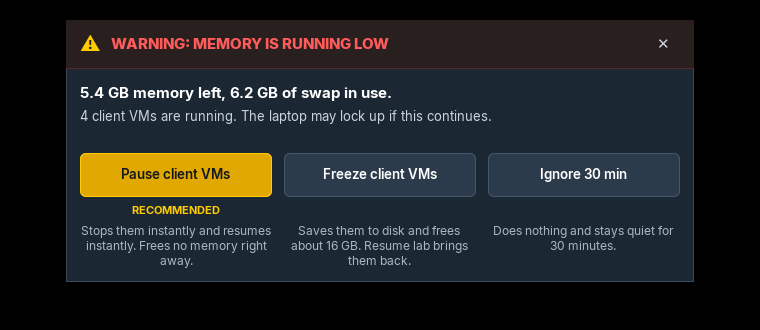 WARNING: MEMORY IS RUNNING LOW
5.4 GB memory left, 6.2 GB of swap in use.
4 client VMs are running. The laptop may lock up if this continues.
Pause client VMs
Freeze client VMs
Ignore 30 min
RECOMMENDED
Stops them instantly and resumes
instantly. Frees no memory right
away.
Saves them to disk and frees
about 16 GB. Resume lab brings
them back.
Does nothing and stays quiet for
30 minutes.